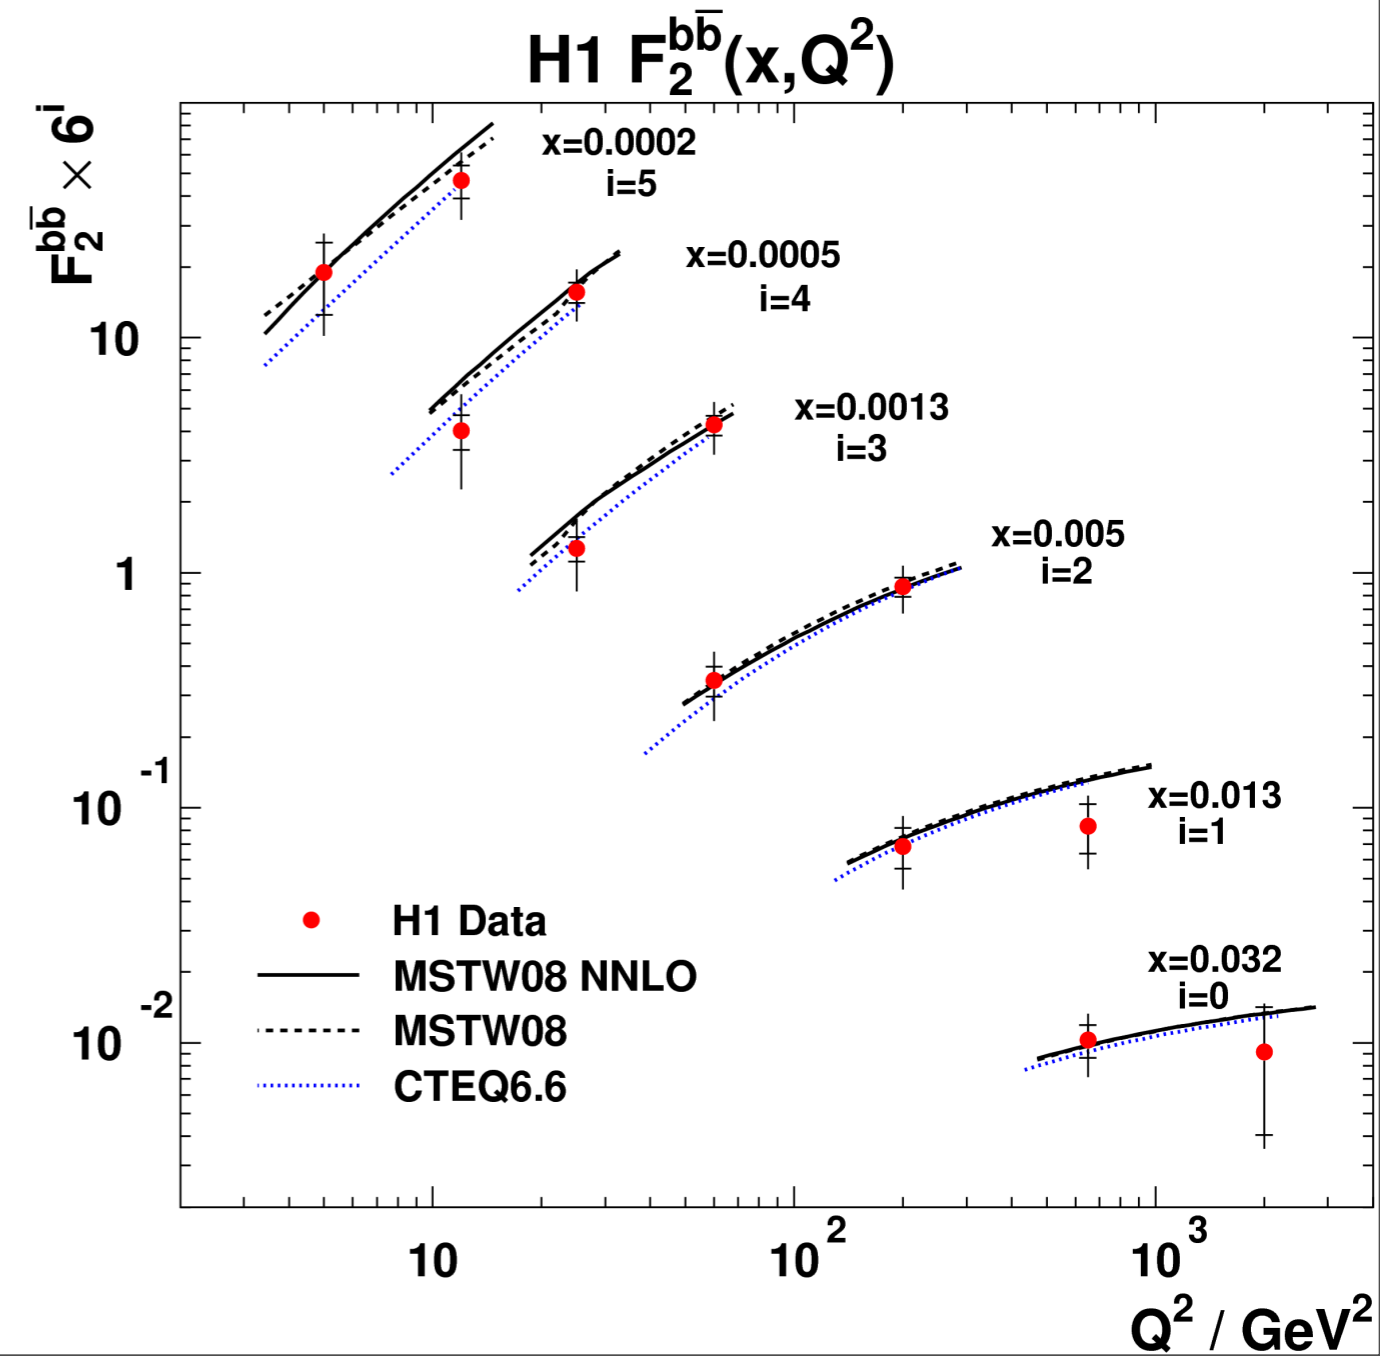 H1 F₂ᵇᵇ̅(x,Q²)
F₂ᵇᵇ̅ × 6ⁱ
x=0.0002
i=5
x=0.0005
i=4
10
x=0.0013
i=3
x=0.005
i=2
1
10⁻¹
x=0.013
i=1
H1 Data
MSTW08 NNLO
MSTW08
CTEQ6.6
x=0.032
i=0
10⁻²
10 10² 10³
Q² / GeV²